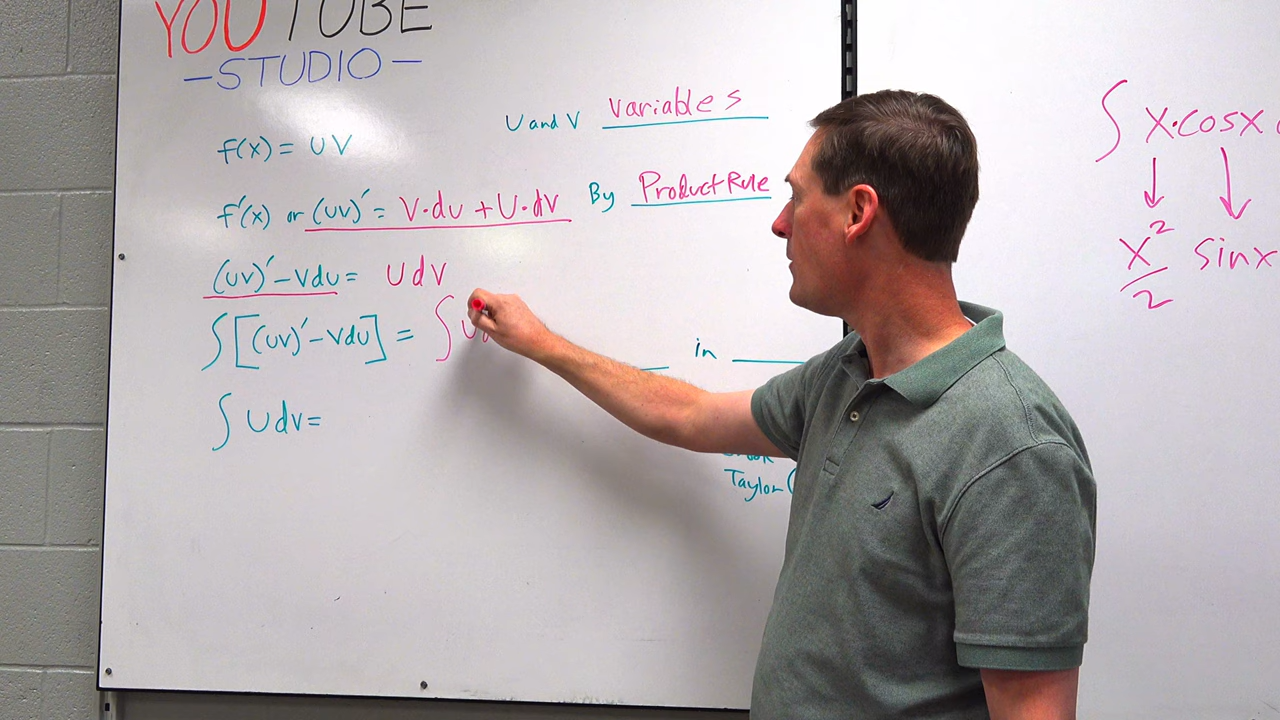 YOUTUBE
-STUDIO-
U and V variables
f(x) = UV
f'(x) or (uv)' = V·du + U·dV By Product Rule
(uv)' - Vdu = UdV
∫[(uv)' - Vdu] = ∫U
in
∫Udv=
Taylor (
∫ X·cosX
X²/2 sinx